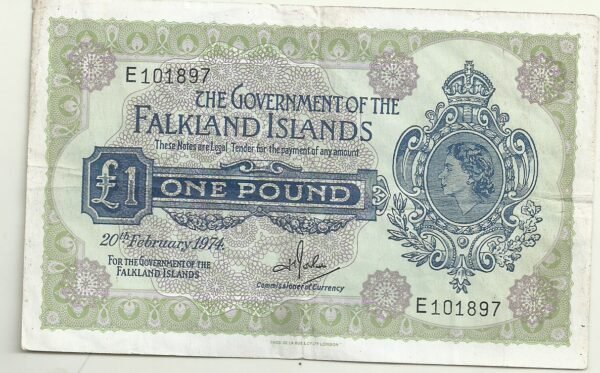 E101897
THE GOVERNMENT OF THE
FALKLAND ISLANDS
These Notes are Legal Tender for the payment of any amount
£1 ONE POUND
20th February 1974
FOR THE GOVERNMENT OF THE
FALKLAND ISLANDS
Commissioner of Currency
E101897